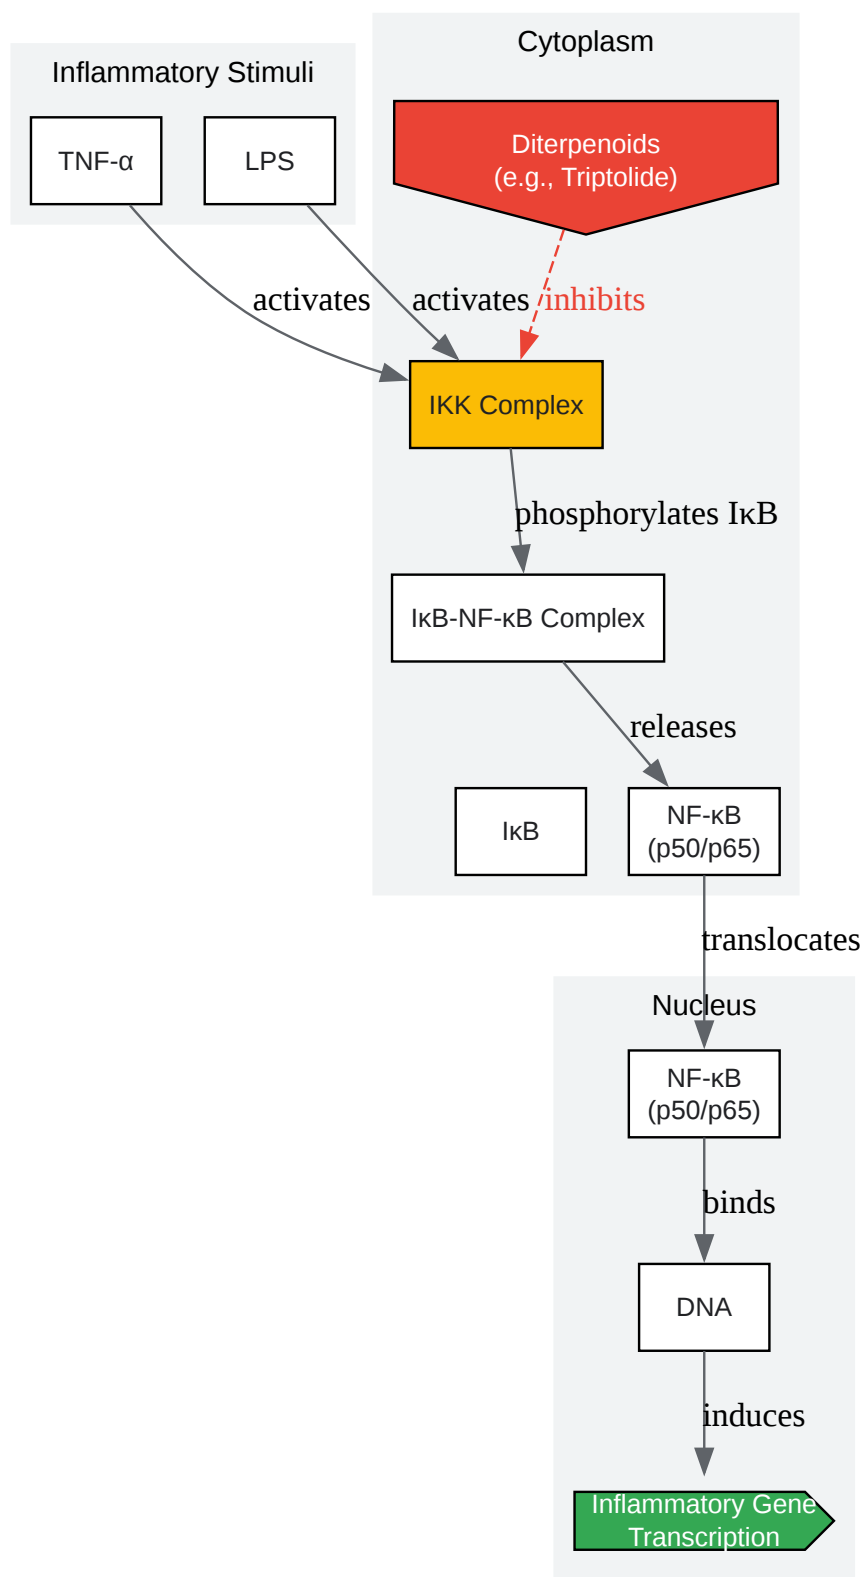 Cytoplasm
Inflammatory Stimuli
TNF-α
LPS
Diterpenoids
(e.g., Triptolide)
activates
activates
inhibits
IKK Complex
phosphorylates IκB
IκB-NF-κB Complex
releases
IκB
NF-κB
(p50/p65)
translocates
Nucleus
NF-κB
(p50/p65)
binds
DNA
induces
Inflammatory Gene
Transcription